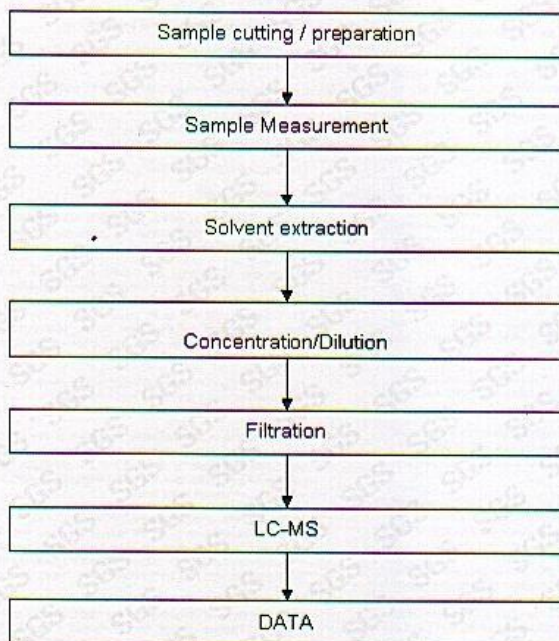 Sample cutting / preparation
Sample Measurement
Solvent extraction
Concentration/Dilution
Filtration
LC-MS
DATA